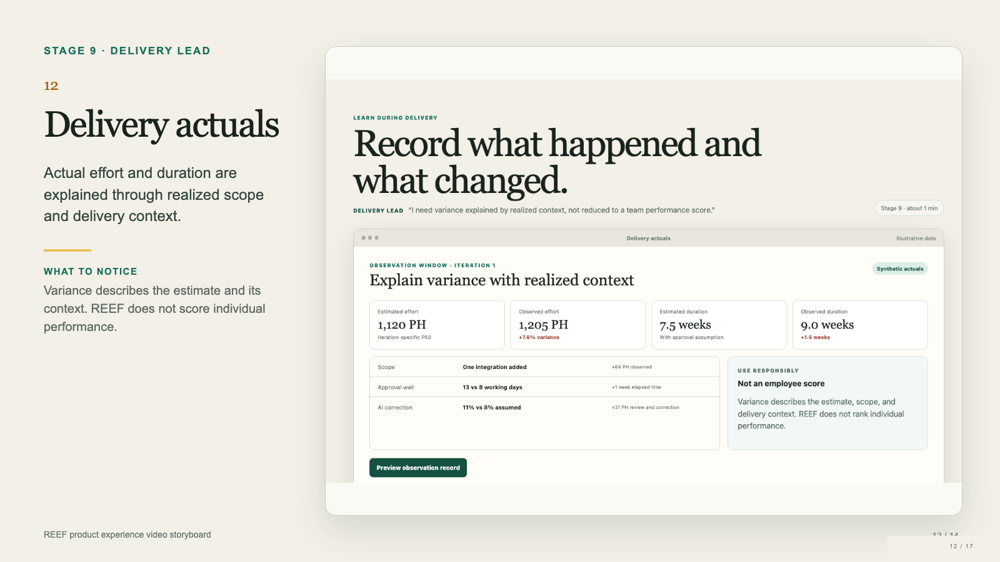 STAGE 9 · DELIVERY LEAD
12
Delivery actuals
Actual effort and duration are
explained through realized scope
and delivery context.
WHAT TO NOTICE
Variance describes the estimate and its
context. REEF does not score individual
performance.
LEARN DURING DELIVERY
Record what happened and
what changed.
DELIVERY LEAD “I need variance explained by realized context, not reduced to a team performance score.”
Stage 9 · about 1 min
Delivery actuals
Illustrative data
OBSERVATION WINDOW · ITERATION 1
Explain variance with realized context
Synthetic actuals
Estimated effort
1,120 PH
Iteration-specific P50
Observed effort
1,205 PH
+7.6% variance
Estimated duration
7.5 weeks
With approval assumption
Observed duration
9.0 weeks
+1.5 weeks
Scope One integration added +64 PH observed
Approval wait 13 vs 8 working days +1 week elapsed time
AI correction 11% vs 8% assumed +31 PH review and correction
USE RESPONSIBLY
Not an employee score
Variance describes the estimate, scope, and
delivery context. REEF does not rank individual
performance.
Preview observation record
REEF product experience video storyboard
12 / 14
12 / 17